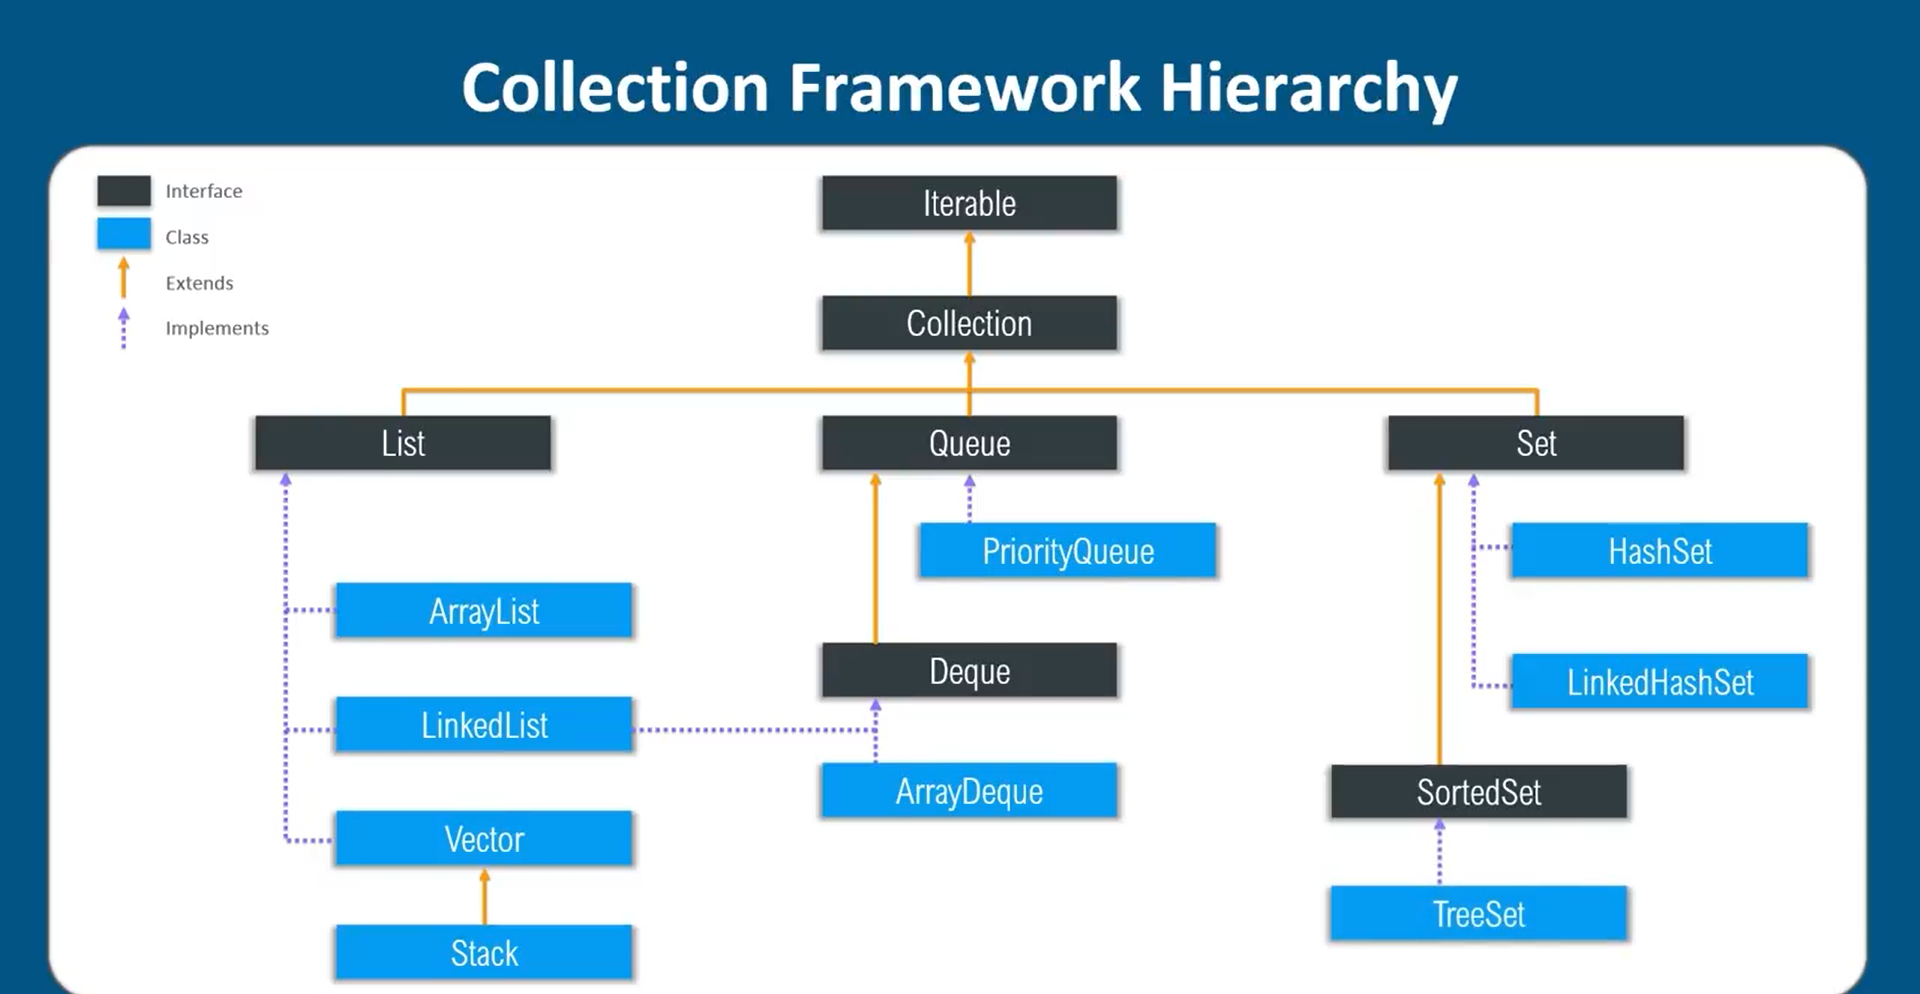 Collection Framework Hierarchy
Interface
Class
Extends
Implements
Iterable
Collection
List
Queue
Set
PriorityQueue
HashSet
ArrayList
Deque
LinkedHashSet
LinkedList
ArrayDeque
SortedSet
Vector
TreeSet
Stack